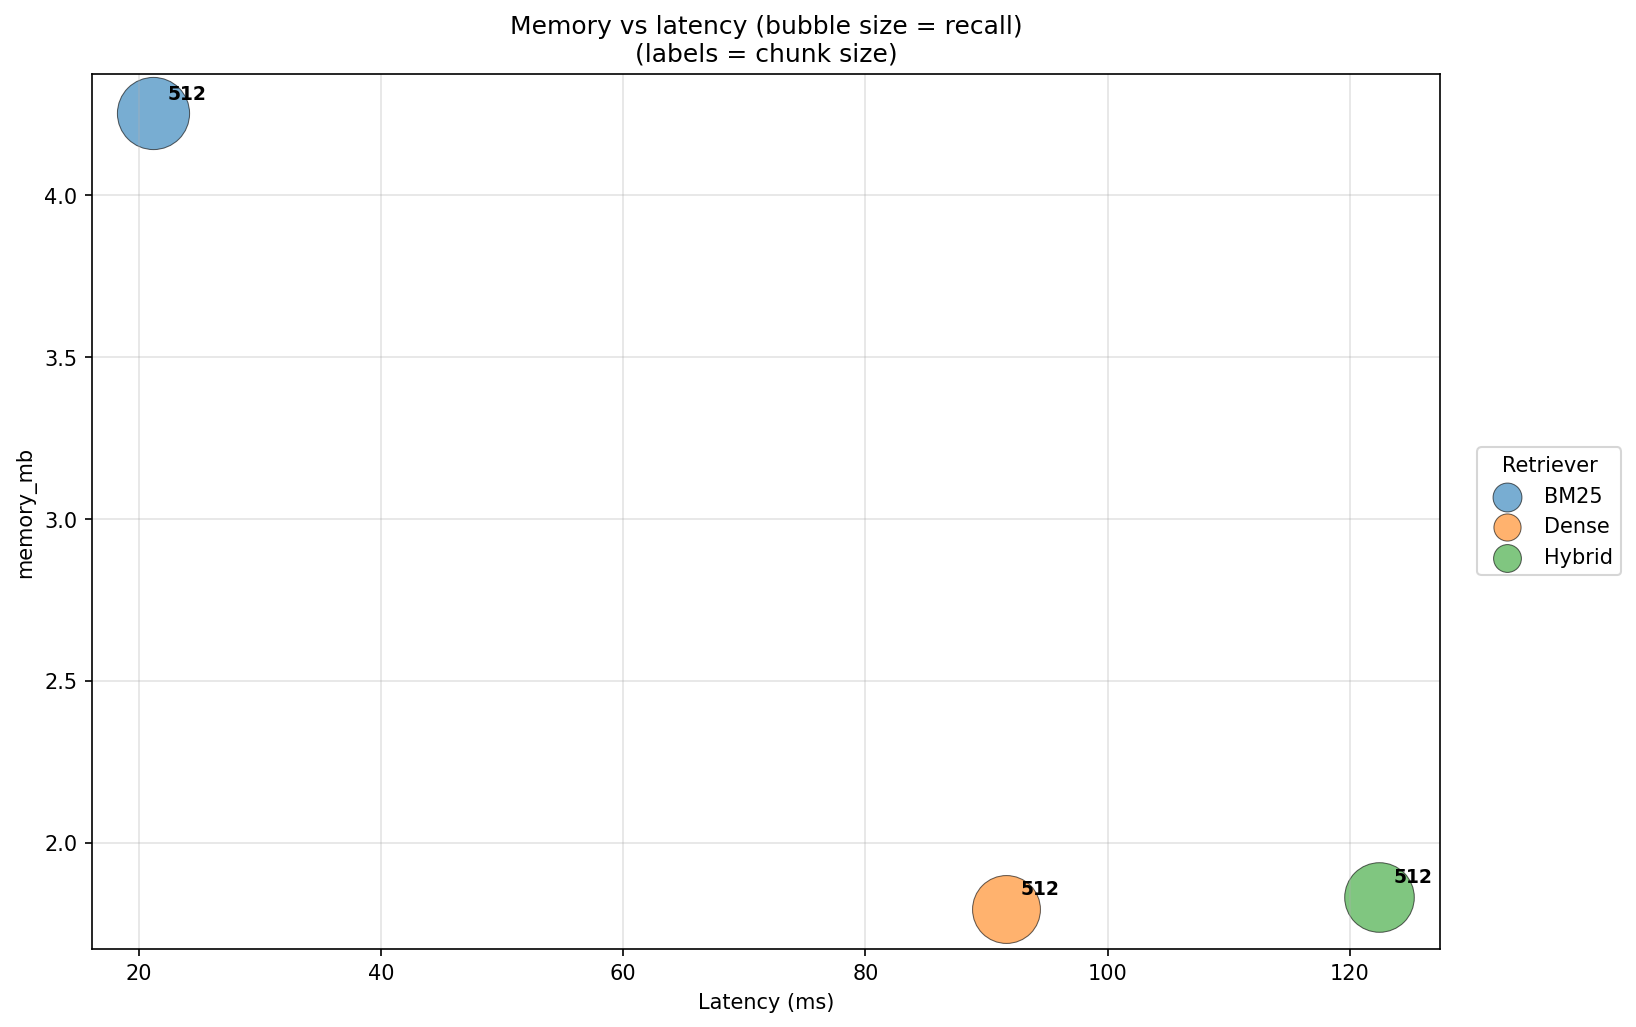 Memory vs latency (bubble size = recall)
(labels = chunk size)
512
4.0
3.5
3.0
2.5
2.0
memory_mb
512
512
20 40 60 80 100 120
Latency (ms)
Retriever
BM25
Dense
Hybrid